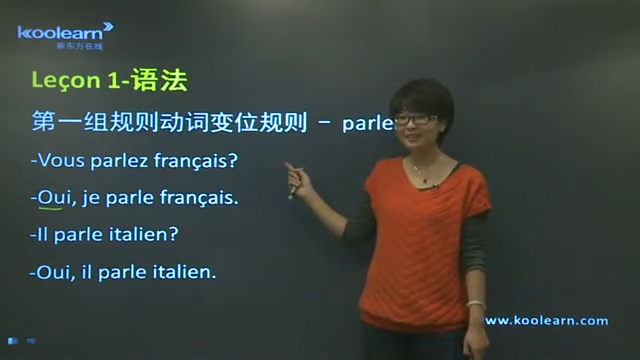 koolearn
新东方在线
Leçon 1-语法
第一组规则动词变位规则 – parle
-Vous parlez français?
-Oui, je parle français.
-Il parle italien?
-Oui, il parle italien.
ww.koolearn.com